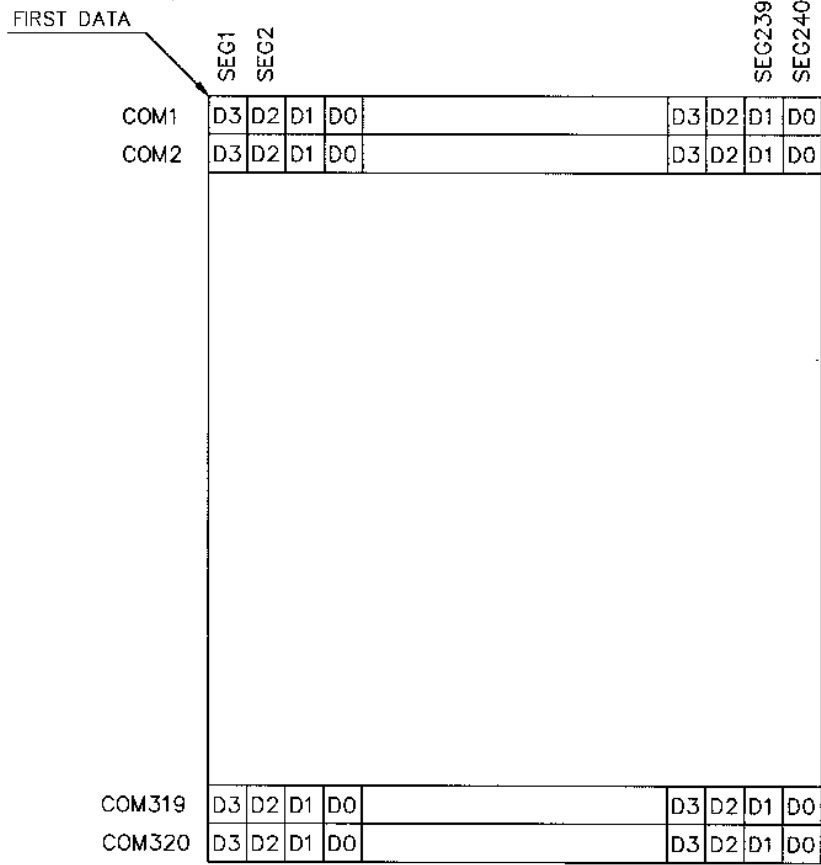 FIRST DATA
SEG1 SEG2 SEG239 SEG240
COM1 D3 D2 D1 D0 D3 D2 D1 D0
COM2 D3 D2 D1 D0 D3 D2 D1 D0
COM319 D3 D2 D1 D0 D3 D2 D1 D0
COM320 D3 D2 D1 D0 D3 D2 D1 D0